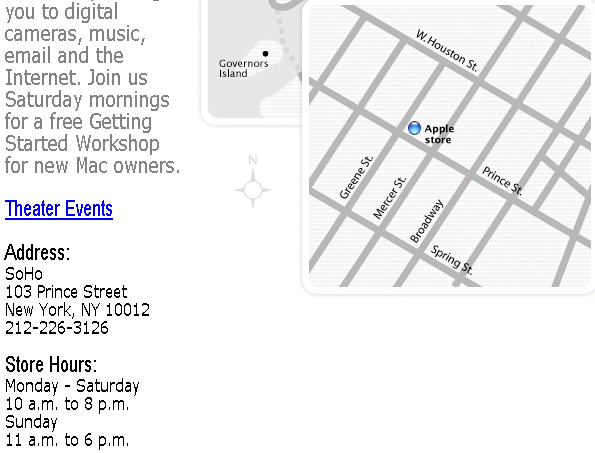 you to digital
cameras, music,
email and the
Internet. Join us
Saturday mornings
for a free Getting
Started Workshop
for new Mac owners.
Theater Events
Address:
SoHo
103 Prince Street
New York, NY 10012
212-226-3126
Store Hours:
Monday - Saturday
10 a.m. to 8 p.m.
Sunday
11 a.m. to 6 p.m.
Governors
Island
N
W. Houston St.
Apple
store
Prince St.
Greene St.
Mercer St.
Broadway
Spring St.